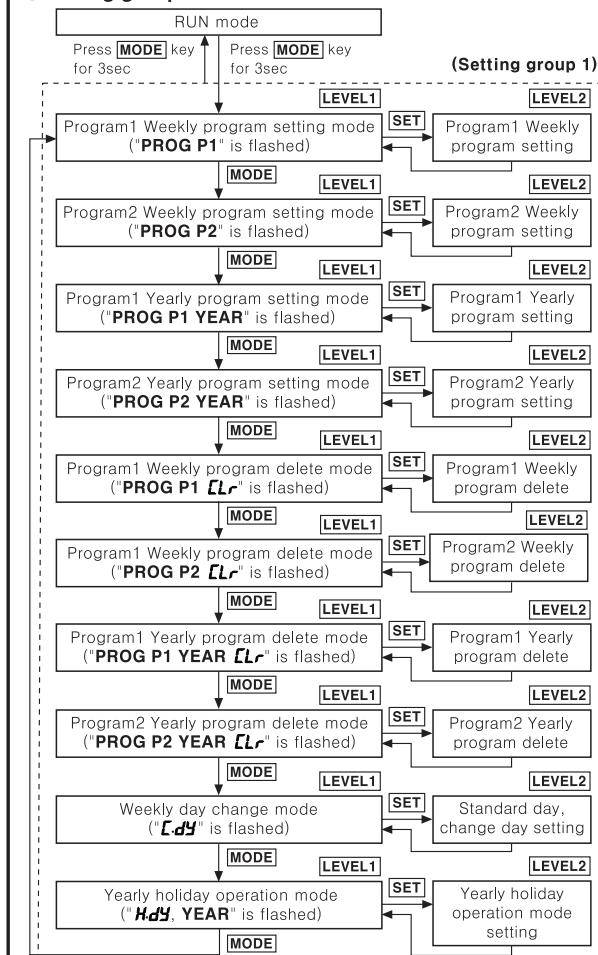 RUN mode
Press MODE key
for 3sec
Press MODE key
for 3sec
(Setting group 1)
LEVEL1
LEVEL2
Program1 Weekly program setting mode
("PROG P1" is flashed)
SET
Program1 Weekly
program setting
MODE
LEVEL1
LEVEL2
Program2 Weekly program setting mode
("PROG P2" is flashed)
SET
Program2 Weekly
program setting
MODE
LEVEL1
LEVEL2
Program1 Yearly program setting mode
("PROG P1 YEAR" is flashed)
SET
Program1 Yearly
program setting
MODE
LEVEL1
LEVEL2
Program2 Yearly program setting mode
("PROG P2 YEAR" is flashed)
SET
Program2 Yearly
program setting
MODE
LEVEL1
LEVEL2
Program1 Weekly program delete mode
("PROG P1 CLr" is flashed)
SET
Program1 Weekly
program delete
MODE
LEVEL1
LEVEL2
Program1 Weekly program delete mode
("PROG P2 CLr" is flashed)
SET
Program2 Weekly
program delete
MODE
LEVEL1
LEVEL2
Program1 Yearly program delete mode
("PROG P1 YEAR CLr" is flashed)
SET
Program1 Yearly
program delete
MODE
LEVEL1
LEVEL2
Program2 Yearly program delete mode
("PROG P2 YEAR CLr" is flashed)
SET
Program2 Yearly
program delete
MODE
LEVEL1
LEVEL2
Weekly day change mode
("C.dY" is flashed)
SET
Standard day,
change day setting
MODE
LEVEL1
LEVEL2
Yearly holiday operation mode
("H.dY, YEAR" is flashed)
SET
Yearly holiday
operation mode
setting
MODE